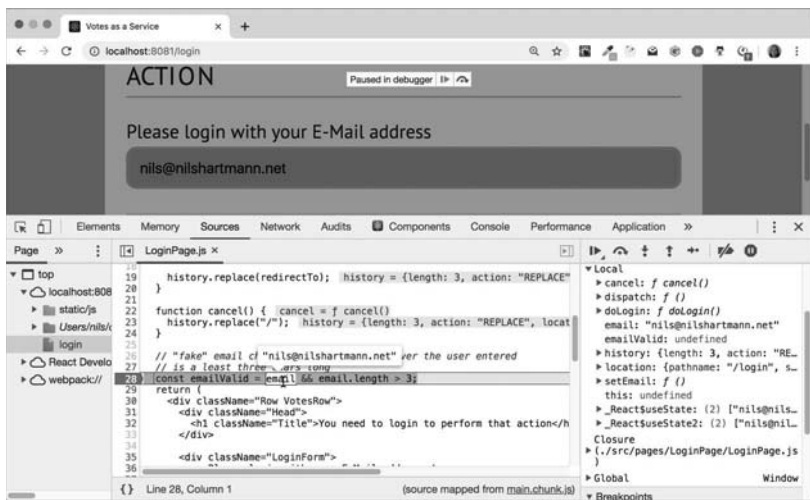 Votes as a Service
localhost:8081/login
ACTION
Paused in debugger
Please login with your E-Mail address
nils@nilshartmann.net
Elements Memory Sources Network Audits Components Console Performance Application »
Page » LoginPage.js ×
top
localhost:808
static/js
Users/nils/
login
React Develo
webpack://
19 history.replace(redirectTo); history = {length: 3, action: "REPLACE"
20 }
21
22 function cancel() { cancel = f cancel()
23 history.replace("/"); history = {length: 3, action: "REPLACE", locat
24 }
25
26 // "fake" email ch "nils@nilshartmann.net" ver the user entered
27 // is a least three chars long
28 const emailValid = email && email.length > 3;
29 return (
30 <div className="Row VotesRow">
31 <div className="Head">
32 <h1 className="Title">You need to login to perform that action</h
33 </div>
34
35 <div className="LoginForm">
36
{} Line 28, Column 1 (source mapped from main.chunk.js)
Local
cancel: f cancel()
dispatch: f ()
doLogin: f doLogin()
email: "nils@nilshartmann.net"
emailValid: undefined
history: {length: 3, action: "RE…
location: {pathname: "/login", s…
setEmail: f ()
this: undefined
_React$useState: (2) ["nils@nils…
_React$useState2: (2) ["nils@nil…
Closure
(./src/pages/LoginPage/LoginPage.js
)
Global Window
Breakpoints